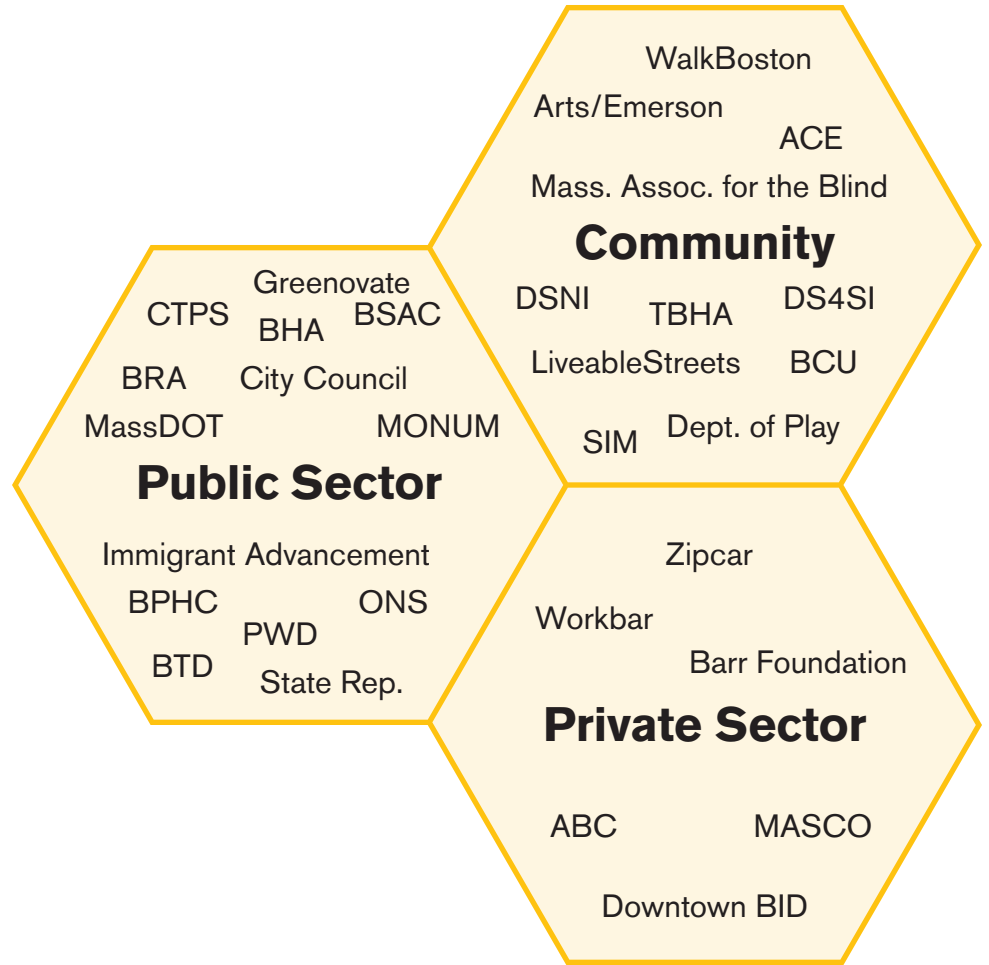 WalkBoston
Arts/Emerson
ACE
Mass. Assoc. for the Blind
Community
DSNI
TBHA
DS4SI
LiveableStreets
BCU
SIM
Dept. of Play
Greenovate
CTPS
BHA
BSAC
BRA
City Council
MassDOT
MONUM
Public Sector
Immigrant Advancement
BPHC
ONS
PWD
BTD
State Rep.
Zipcar
Workbar
Barr Foundation
Private Sector
ABC
MASCO
Downtown BID